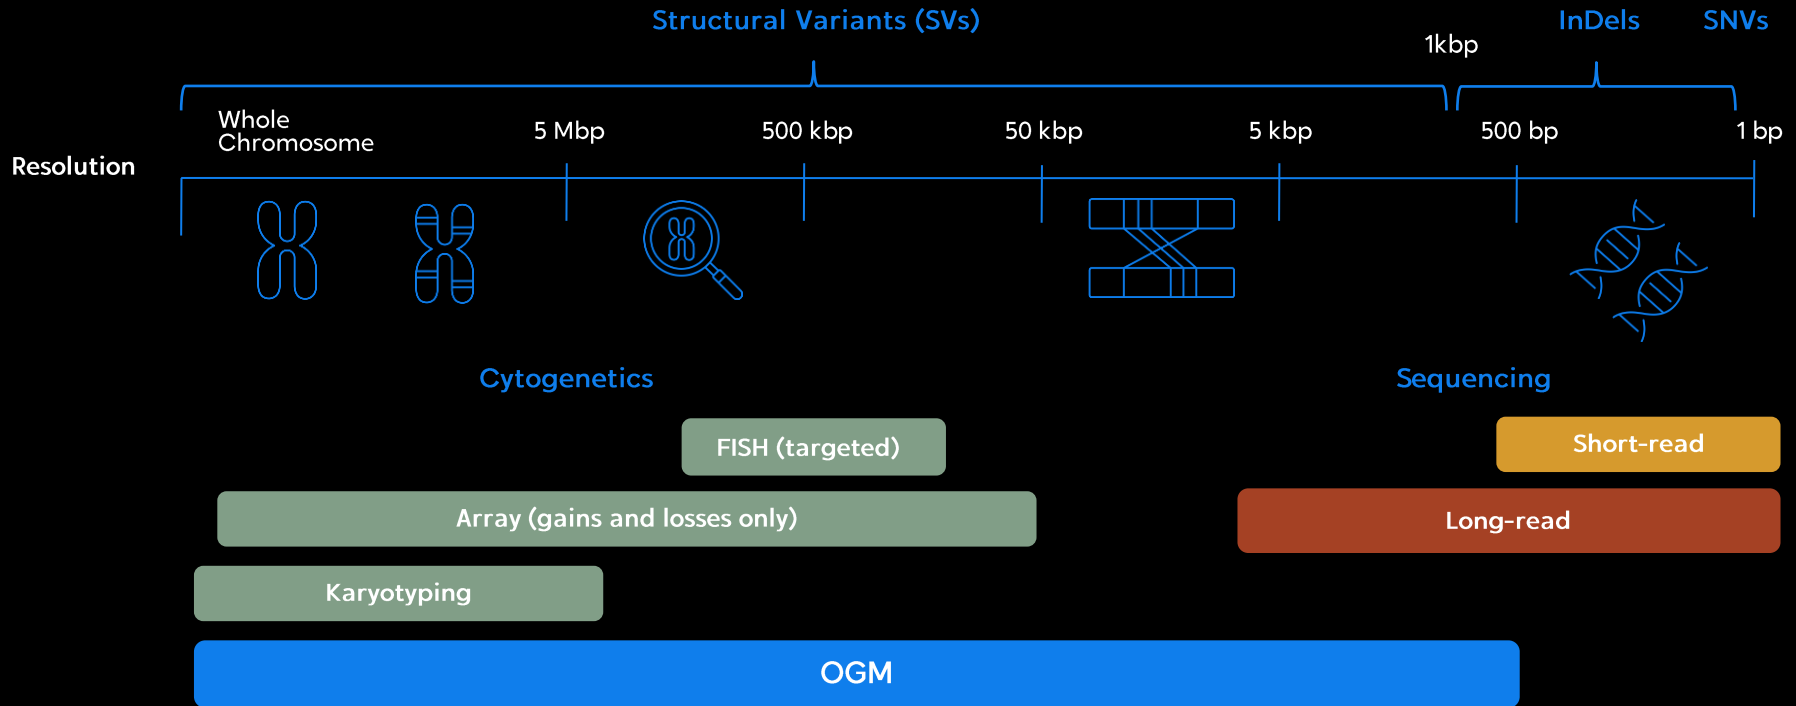 Structural Variants (SVs)
InDels
SNVs
1kbp
Whole
Chromosome
5 Mbp
500 kbp
50 kbp
5 kbp
500 bp
1 bp
Resolution
Cytogenetics
Sequencing
FISH (targeted)
Short-read
Array (gains and losses only)
Long-read
Karyotyping
OGM